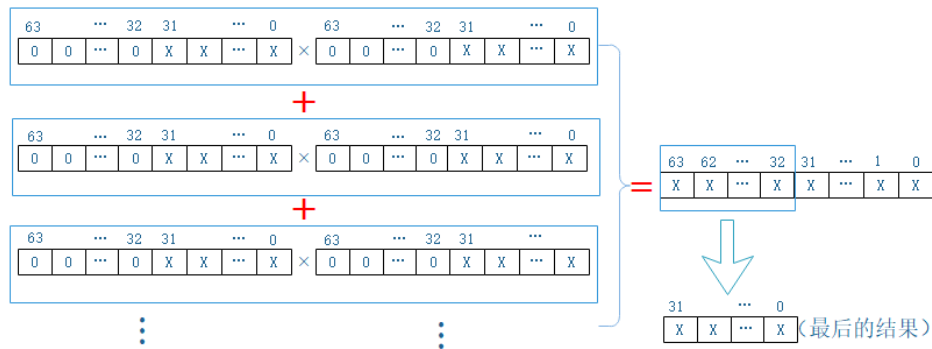 63 … 32 31 … 0 63 … 32 31 … 0
0 0 … 0 X X … X × 0 0 … 0 X X … X
+
63 … 32 31 … 0 63 … 32 31 … 0
0 0 … 0 X X … X × 0 0 … 0 X X … X
63 62 … 32 31 … 1 0
= X X … X X … X X
+
63 … 32 31 … 0 63 … 32 31 …
0 0 … 0 X X … X × 0 0 … 0 X X … X
31 … 0
X X … X (最后的结果)
⋮ ⋮